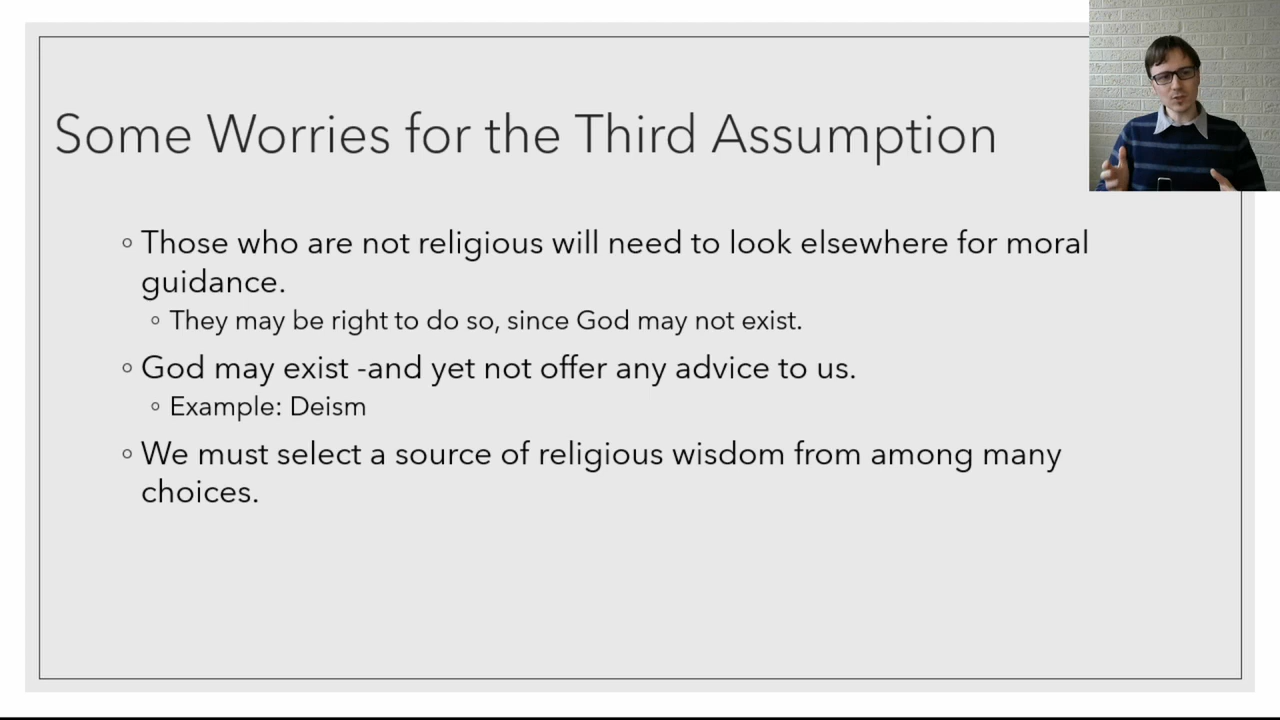 Some Worries for the Third Assumption
◦ Those who are not religious will need to look elsewhere for moral
guidance.
◦ They may be right to do so, since God may not exist.
◦ God may exist -and yet not offer any advice to us.
◦ Example: Deism
◦ We must select a source of religious wisdom from among many
choices.